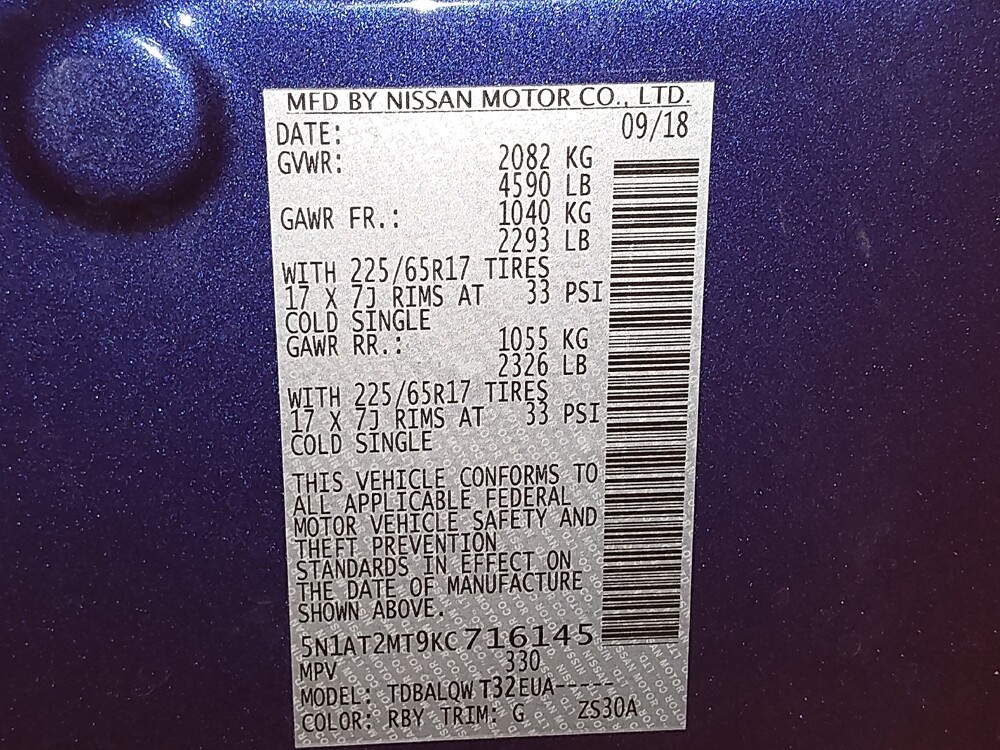 MFD BY NISSAN MOTOR CO., LTD.
DATE: 09/18
GVWR: 2082 KG
4590 LB
GAWR FR.: 1040 KG
2293 LB
WITH 225/65R17 TIRES
17 X 7J RIMS AT 33 PSI
COLD SINGLE
GAWR RR.: 1055 KG
2326 LB
WITH 225/65R17 TIRES
17 X 7J RIMS AT 33 PSI
COLD SINGLE
THIS VEHICLE CONFORMS TO
ALL APPLICABLE FEDERAL
MOTOR VEHICLE SAFETY AND
THEFT PREVENTION
STANDARDS IN EFFECT ON
THE DATE OF MANUFACTURE
SHOWN ABOVE.
5N1AT2MT9KC716145
MPV 330
MODEL: TDBALQWT32EUA-----
COLOR: RBY TRIM: G ZS30A